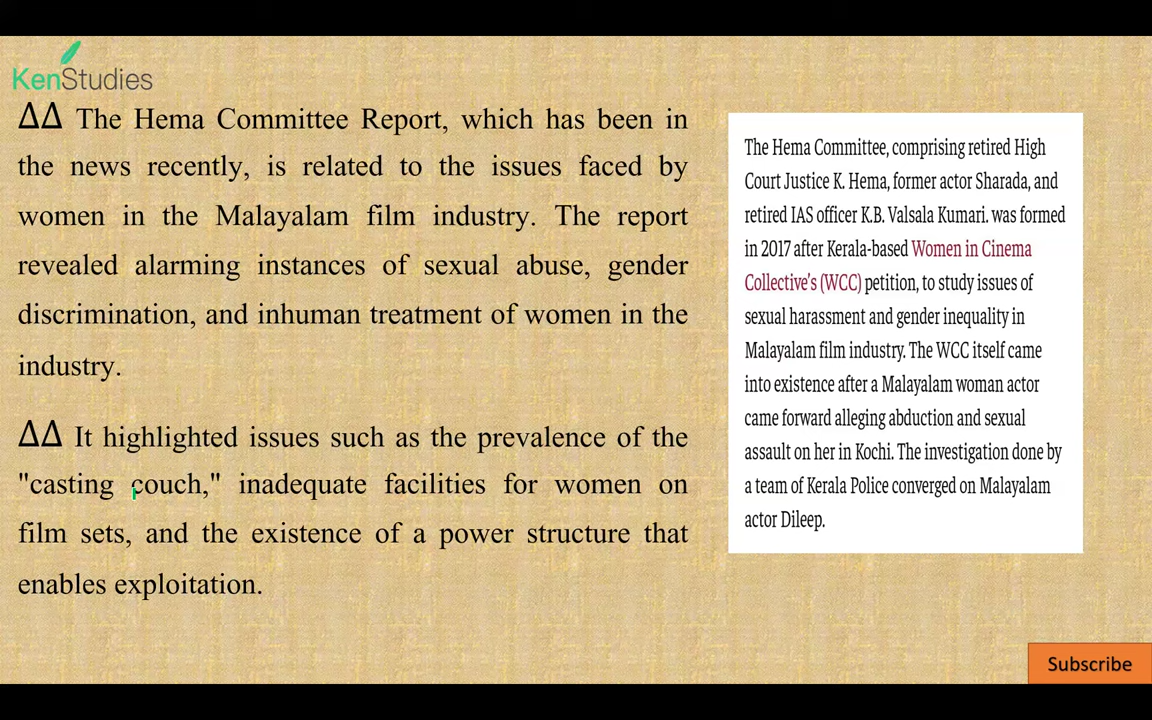 KenStudies
ΔΔ The Hema Committee Report, which has been in
the news recently, is related to the issues faced by
women in the Malayalam film industry. The report
revealed alarming instances of sexual abuse, gender
discrimination, and inhuman treatment of women in the
industry.
ΔΔ It highlighted issues such as the prevalence of the
"casting couch," inadequate facilities for women on
film sets, and the existence of a power structure that
enables exploitation.
The Hema Committee, comprising retired High
Court Justice K. Hema, former actor Sharada, and
retired IAS officer K.B. Valsala Kumari. was formed
in 2017 after Kerala-based Women in Cinema
Collective's (WCC) petition, to study issues of
sexual harassment and gender inequality in
Malayalam film industry. The WCC itself came
into existence after a Malayalam woman actor
came forward alleging abduction and sexual
assault on her in Kochi. The investigation done by
a team of Kerala Police converged on Malayalam
actor Dileep.
Subscribe